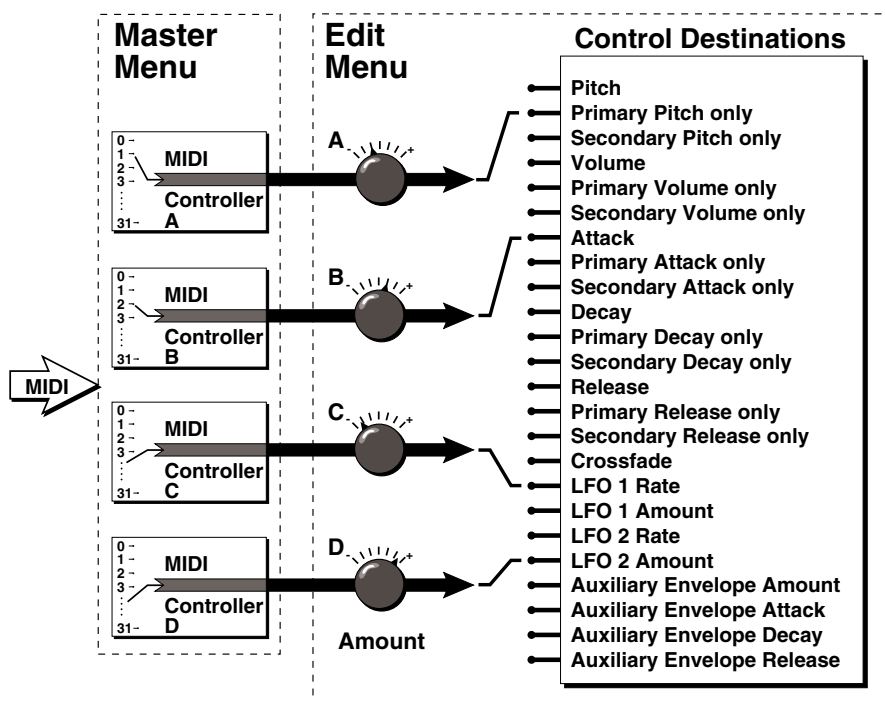 Master
Menu
Edit
Menu
Control Destinations
MIDI
0
1
2
3
31
MIDI
Controller
A
0
1
2
3
31
MIDI
Controller
B
0
1
2
3
31
MIDI
Controller
C
0
1
2
3
31
MIDI
Controller
D
A
- +
B
- +
C
- +
D
- +
Amount
Pitch
Primary Pitch only
Secondary Pitch only
Volume
Primary Volume only
Secondary Volume only
Attack
Primary Attack only
Secondary Attack only
Decay
Primary Decay only
Secondary Decay only
Release
Primary Release only
Secondary Release only
Crossfade
LFO 1 Rate
LFO 1 Amount
LFO 2 Rate
LFO 2 Amount
Auxiliary Envelope Amount
Auxiliary Envelope Attack
Auxiliary Envelope Decay
Auxiliary Envelope Release